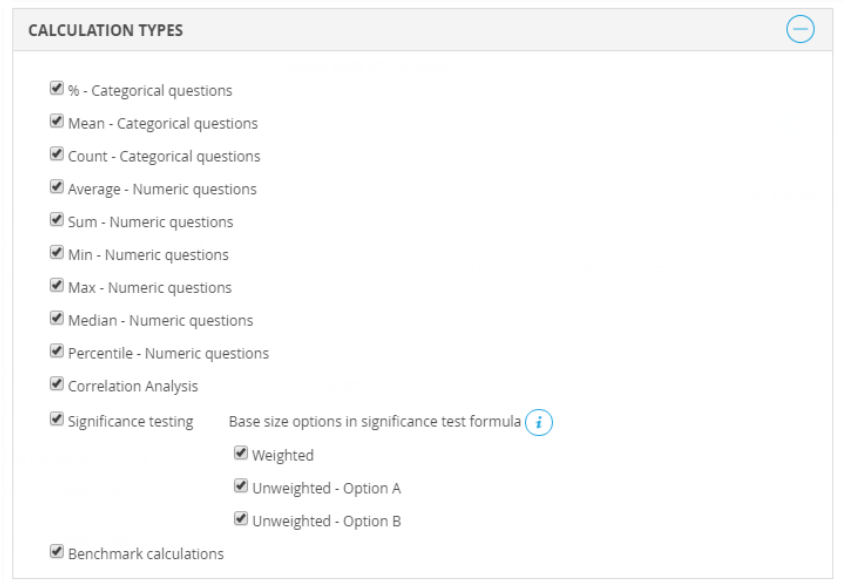 CALCULATION TYPES
% - Categorical questions
Mean - Categorical questions
Count - Categorical questions
Average - Numeric questions
Sum - Numeric questions
Min - Numeric questions
Max - Numeric questions
Median - Numeric questions
Percentile - Numeric questions
Correlation Analysis
Significance testing Base size options in significance test formula i
Weighted
Unweighted - Option A
Unweighted - Option B
Benchmark calculations